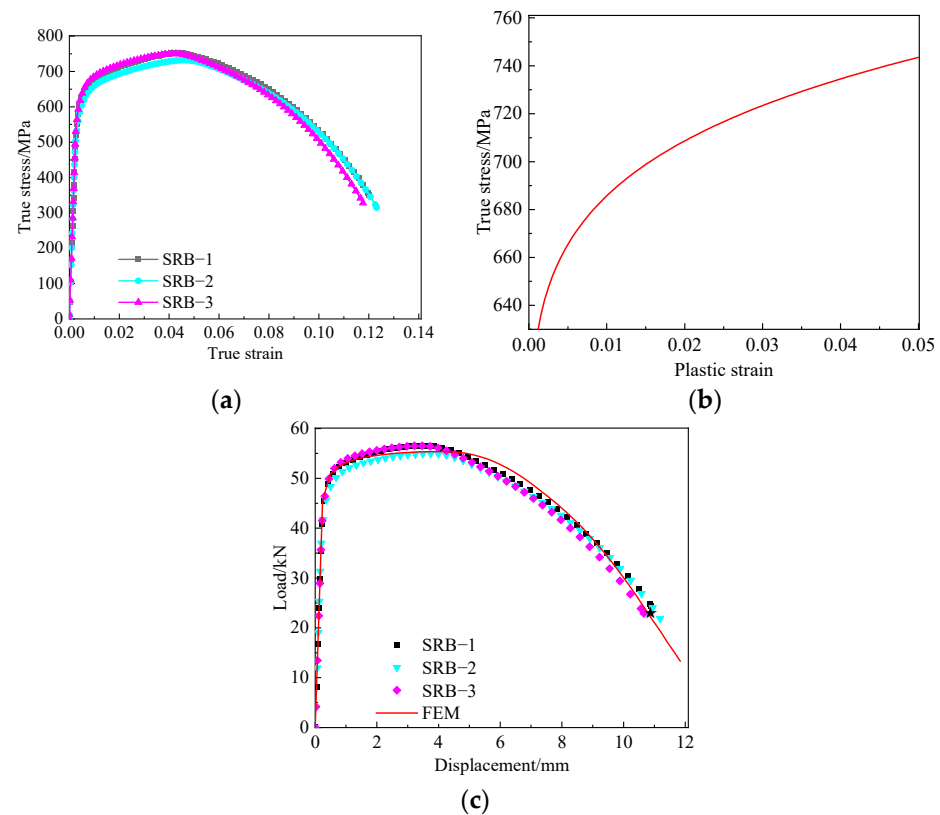 800
700
600
500
400
300
200
100
0
True stress/MPa
SRB−1
SRB−2
SRB−3
0.00 0.02 0.04 0.06 0.08 0.10 0.12 0.14
True strain
(a)
760
740
720
700
680
660
640
True stress/MPa
0.00 0.01 0.02 0.03 0.04 0.05
Plastic strain
(b)
60
50
40
30
20
10
0
Load/kN
SRB−1
SRB−2
SRB−3
FEM
0 2 4 6 8 10 12
Displacement/mm
(c)